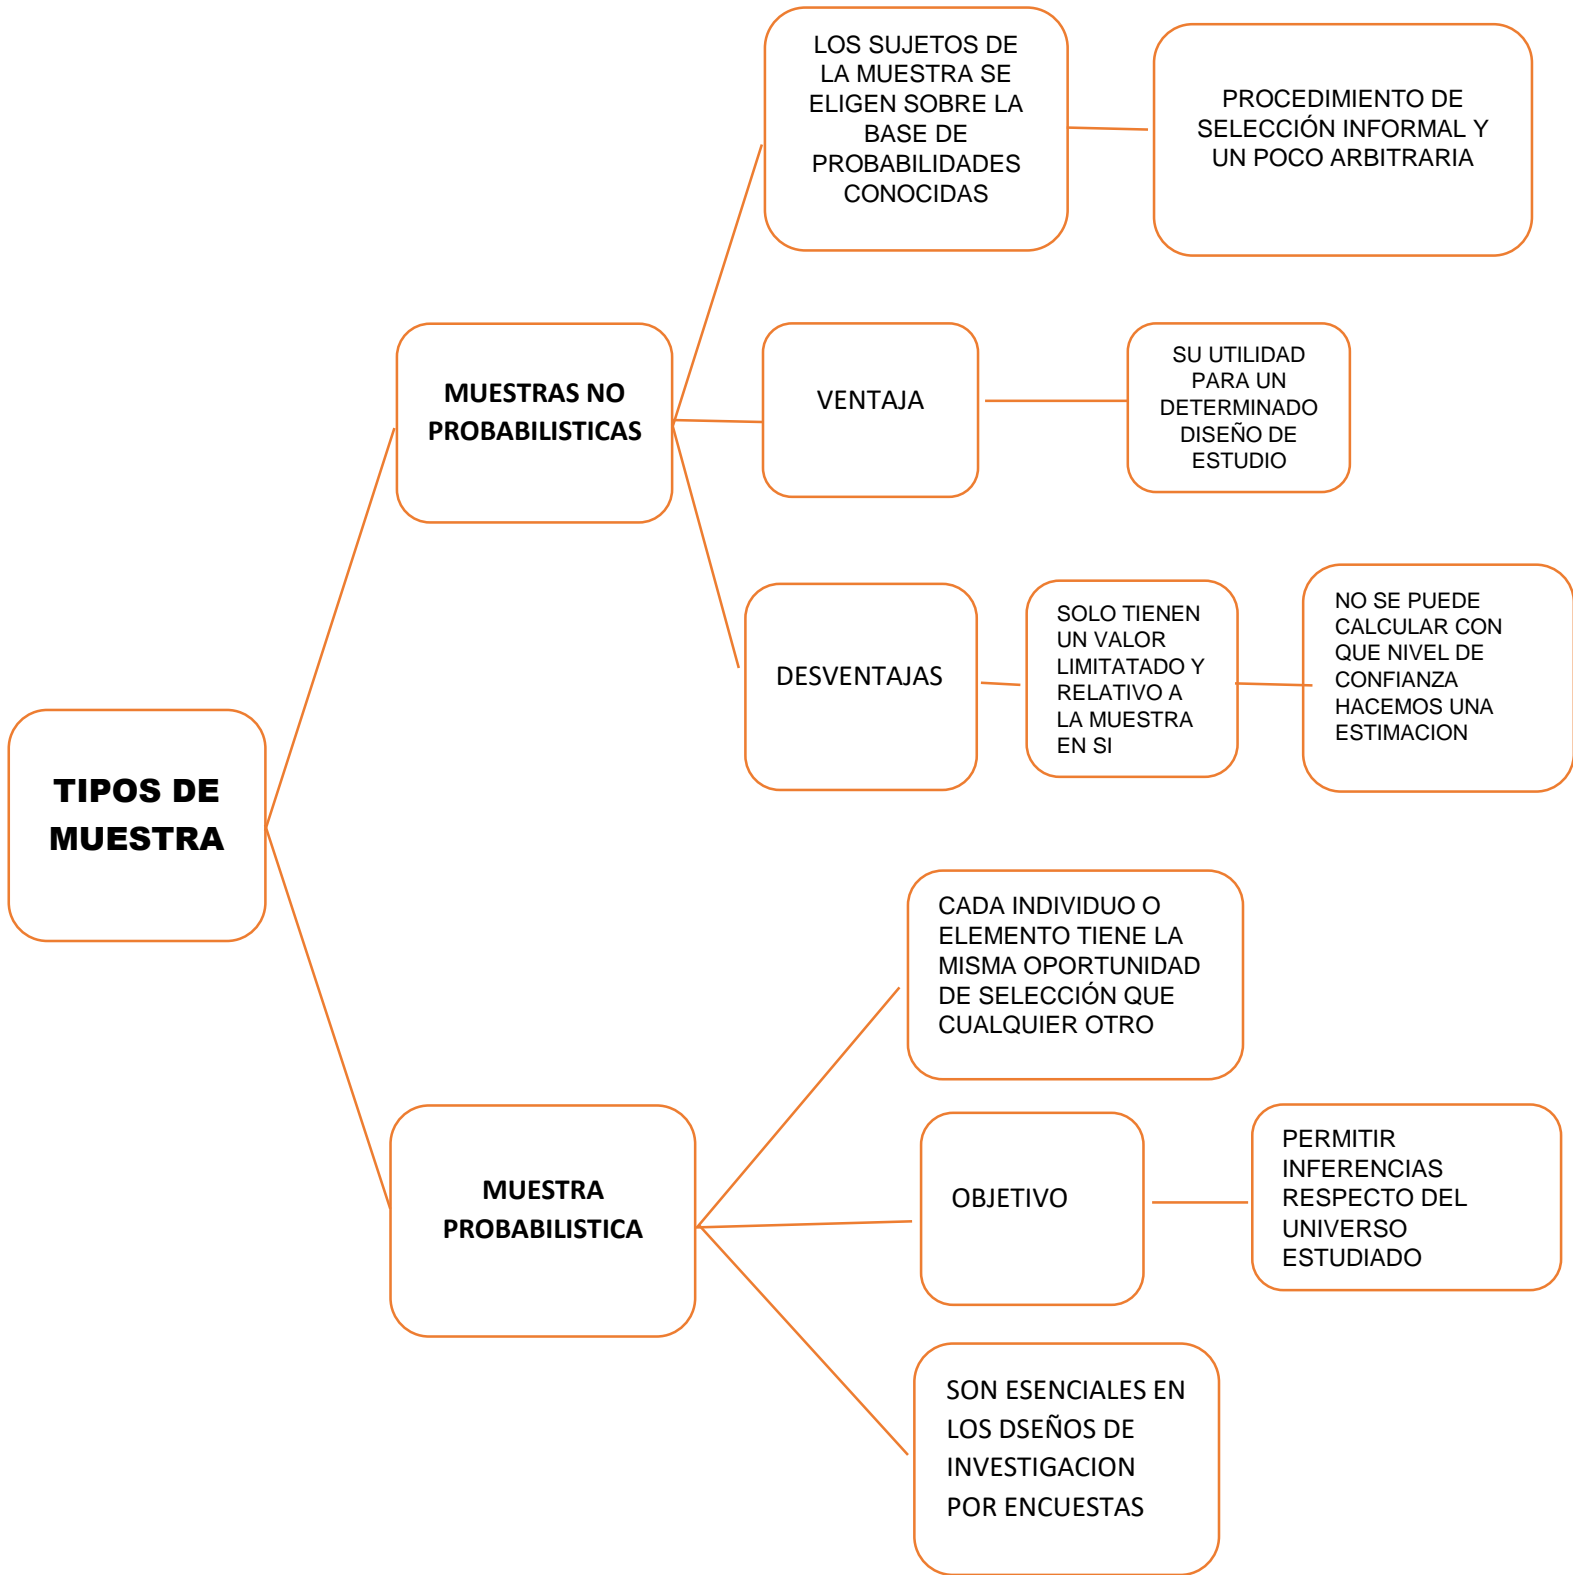 TIPOS DE
MUESTRA
MUESTRAS NO
PROBABILISTICAS
LOS SUJETOS DE
LA MUESTRA SE
ELIGEN SOBRE LA
BASE DE
PROBABILIDADES
CONOCIDAS
PROCEDIMIENTO DE
SELECCIÓN INFORMAL Y
UN POCO ARBITRARIA
VENTAJA
SU UTILIDAD
PARA UN
DETERMINADO
DISEÑO DE
ESTUDIO
DESVENTAJAS
SOLO TIENEN
UN VALOR
LIMITATADO Y
RELATIVO A
LA MUESTRA
EN SI
NO SE PUEDE
CALCULAR CON
QUE NIVEL DE
CONFIANZA
HACEMOS UNA
ESTIMACION
MUESTRA
PROBABILISTICA
CADA INDIVIDUO O
ELEMENTO TIENE LA
MISMA OPORTUNIDAD
DE SELECCIÓN QUE
CUALQUIER OTRO
OBJETIVO
PERMITIR
INFERENCIAS
RESPECTO DEL
UNIVERSO
ESTUDIADO
SON ESENCIALES EN
LOS DSEÑOS DE
INVESTIGACION
POR ENCUESTAS